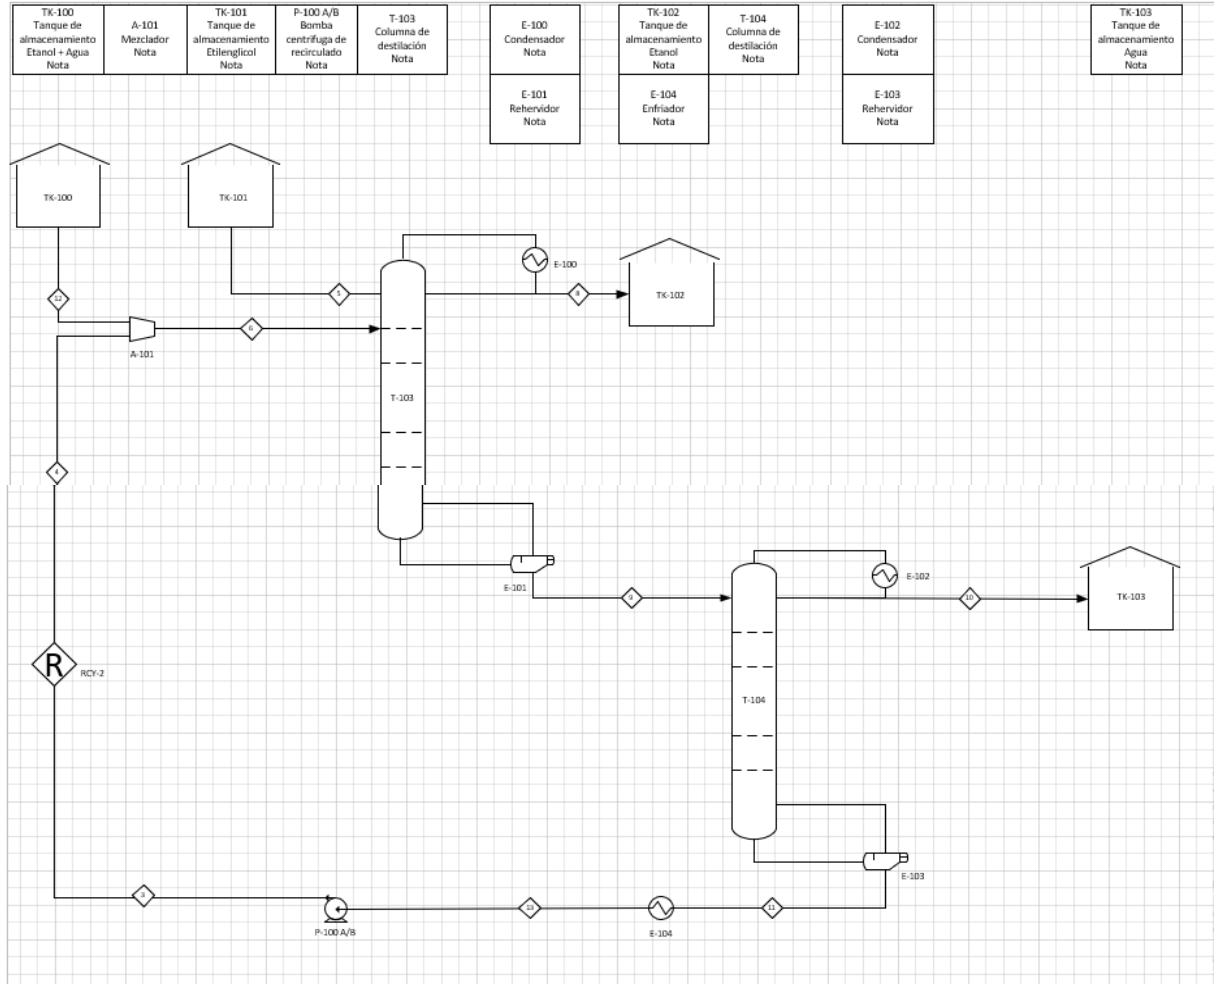 TK-100
Tanque de
almacenamiento
Etanol + Agua
Nota
A-101
Mezclador
Nota
TK-101
Tanque de
almacenamiento
Etilenglicol
Nota
P-100 A/B
Bomba
centrifuga de
recirculado
Nota
T-103
Columna de
destilación
Nota
E-100
Condensador
Nota
TK-102
Tanque de
almacenamiento
Etanol
Nota
T-104
Columna de
destilación
Nota
E-102
Condensador
Nota
TK-103
Tanque de
almacenamiento
Agua
Nota
E-101
Rehervidor
Nota
E-104
Enfriador
Nota
E-103
Rehervidor
Nota
TK-100
TK-101
E-100
TK-102
5
8
12
6
A-101
T-103
4
E-101
9
E-102
TK-103
10
R
RCY-2
T-104
E-103
3
13
11
P-100 A/B
E-104